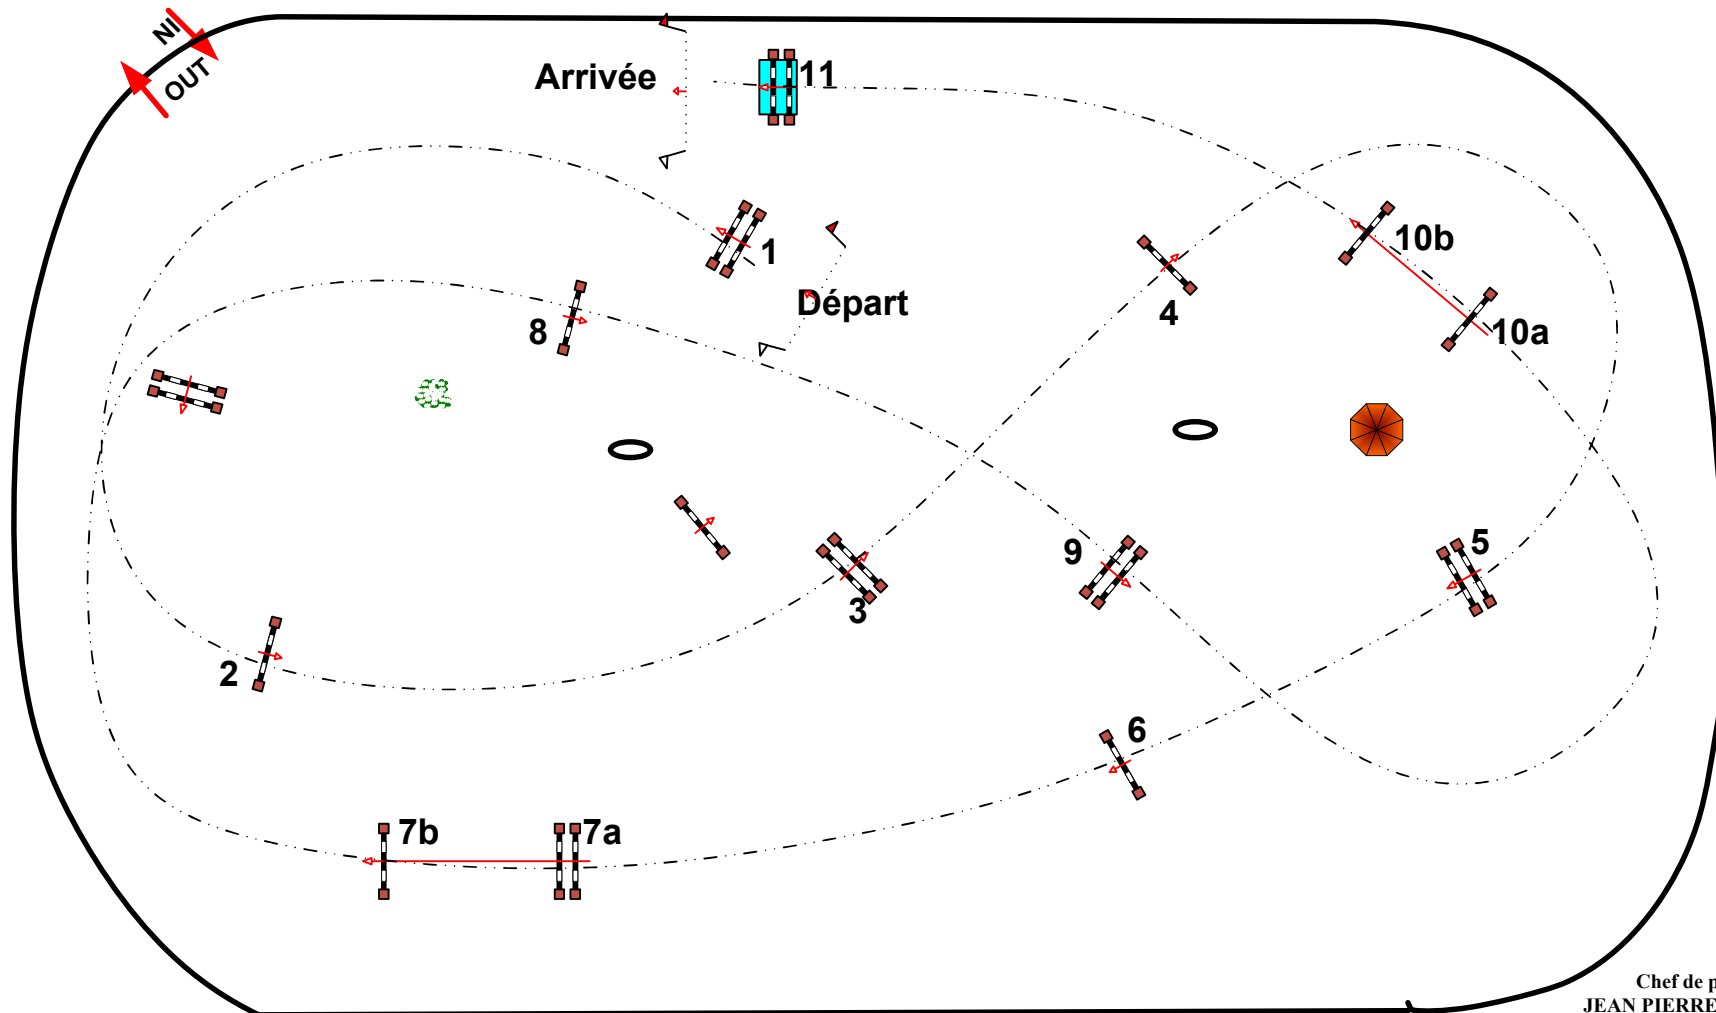 IN
OUT
Arrivée
11
1
Départ
8
4
10b
10a
9
5
3
2
6
7b
7a
Chef de p
JEAN PIERRE